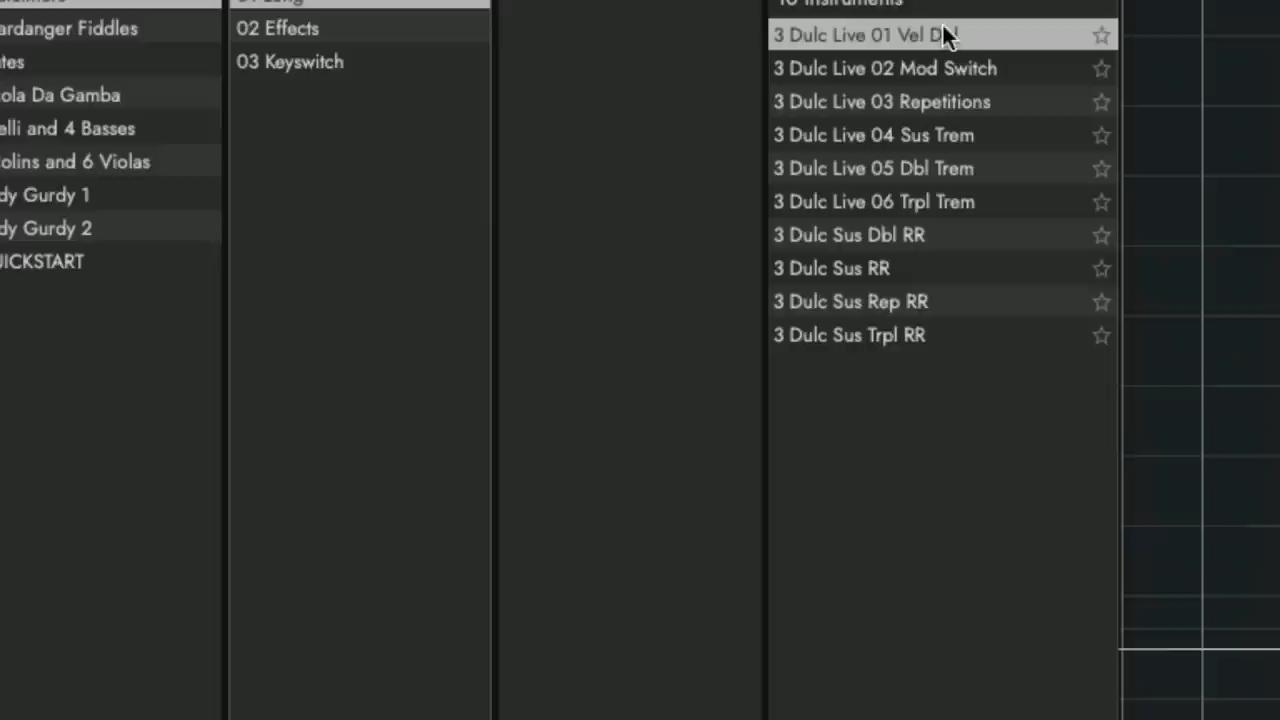 ardanger Fiddles
tes
ola Da Gamba
elli and 4 Basses
olins and 6 Violas
dy Gurdy 1
dy Gurdy 2
UICKSTART
02 Effects
03 Keyswitch
10 Instruments
3 Dulc Live 01 Vel
3 Dulc Live 02 Mod Switch
3 Dulc Live 03 Repetitions
3 Dulc Live 04 Sus Trem
3 Dulc Live 05 Dbl Trem
3 Dulc Live 06 Trpl Trem
3 Dulc Sus Dbl RR
3 Dulc Sus RR
3 Dulc Sus Rep RR
3 Dulc Sus Trpl RR